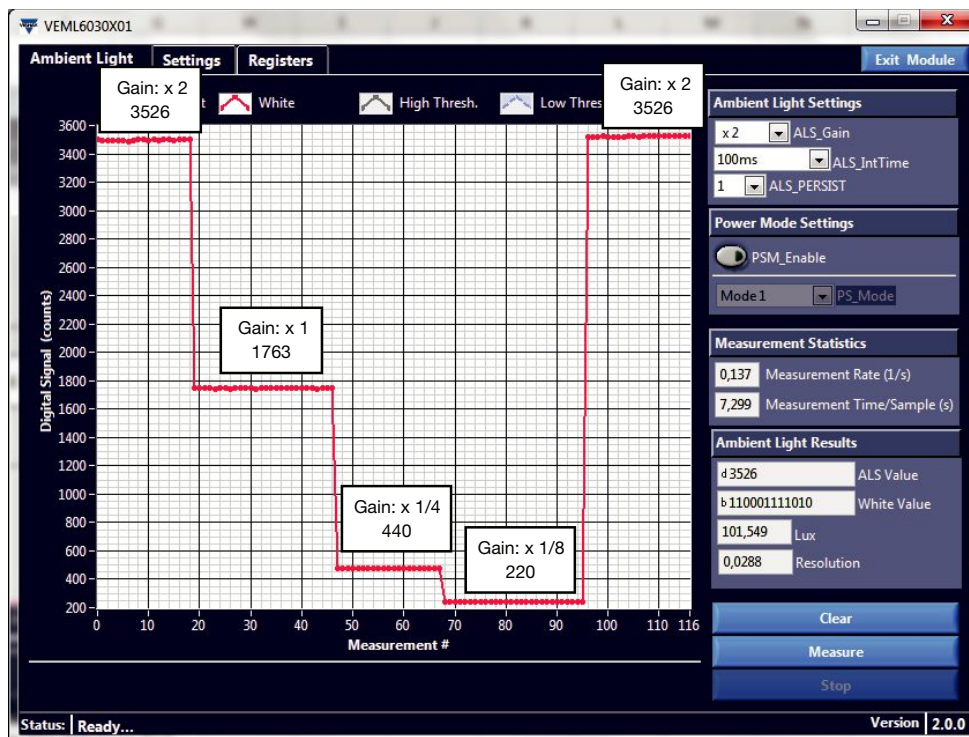 VEML6030X01
Ambient Light Settings Registers Exit Module
Gain: x 2
3526
t White High Thresh. Low Thres
Gain: x 2
3526
Ambient Light Settings
x 2 ALS_Gain
100ms ALS_IntTime
1 ALS_PERSIST
Power Mode Settings
PSM_Enable
Mode1 PS_Mode
Measurement Statistics
0,137 Measurement Rate (1/s)
7,299 Measurement Time/Sample (s)
Ambient Light Results
d 3526 ALS Value
b 110001111010 White Value
101,549 Lux
0,0288 Resolution
Clear
Measure
Stop
Digital Signal (counts)
3600
3400
3200
3000
2800
2600
2400
2200
2000
1800
1600
1400
1200
1000
800
600
400
200
Gain: x 1
1763
Gain: x 1/4
440
Gain: x 1/8
220
0 10 20 30 40 50 60 70 80 90 100 110 116
Measurement #
Status: Ready... Version 2.0.0